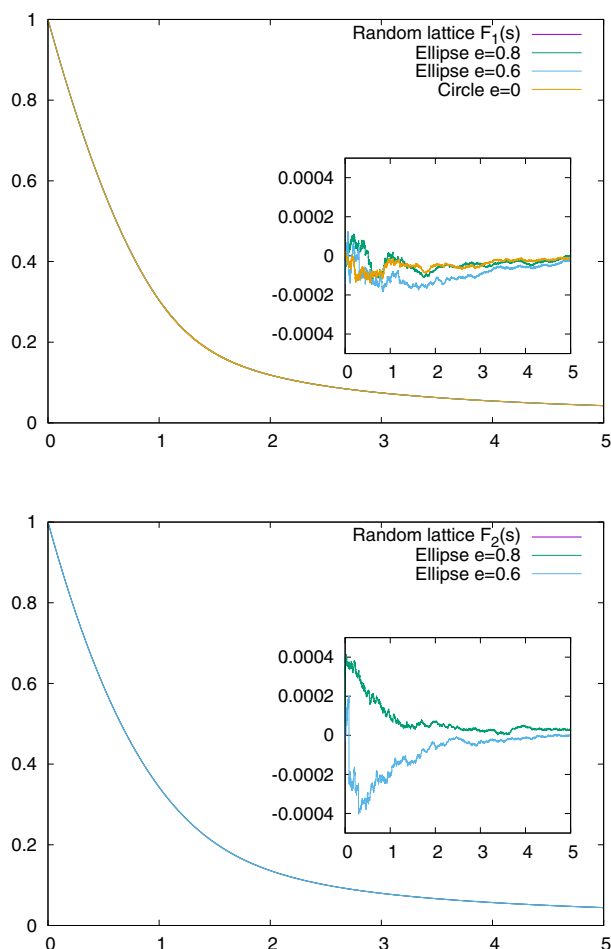 1
Random lattice F₁(s)
Ellipse e=0.8
0.8
Ellipse e=0.6
Circle e=0
0.6
0.0004
0.0002
0.4
0
-0.0002
0.2
-0.0004
0 1 2 3 4 5
0
0 1 2 3 4 5
1
Random lattice F₂(s)
Ellipse e=0.8
0.8
Ellipse e=0.6
0.6
0.0004
0.0002
0.4
0
-0.0002
0.2
-0.0004
0 1 2 3 4 5
0
0 1 2 3 4 5